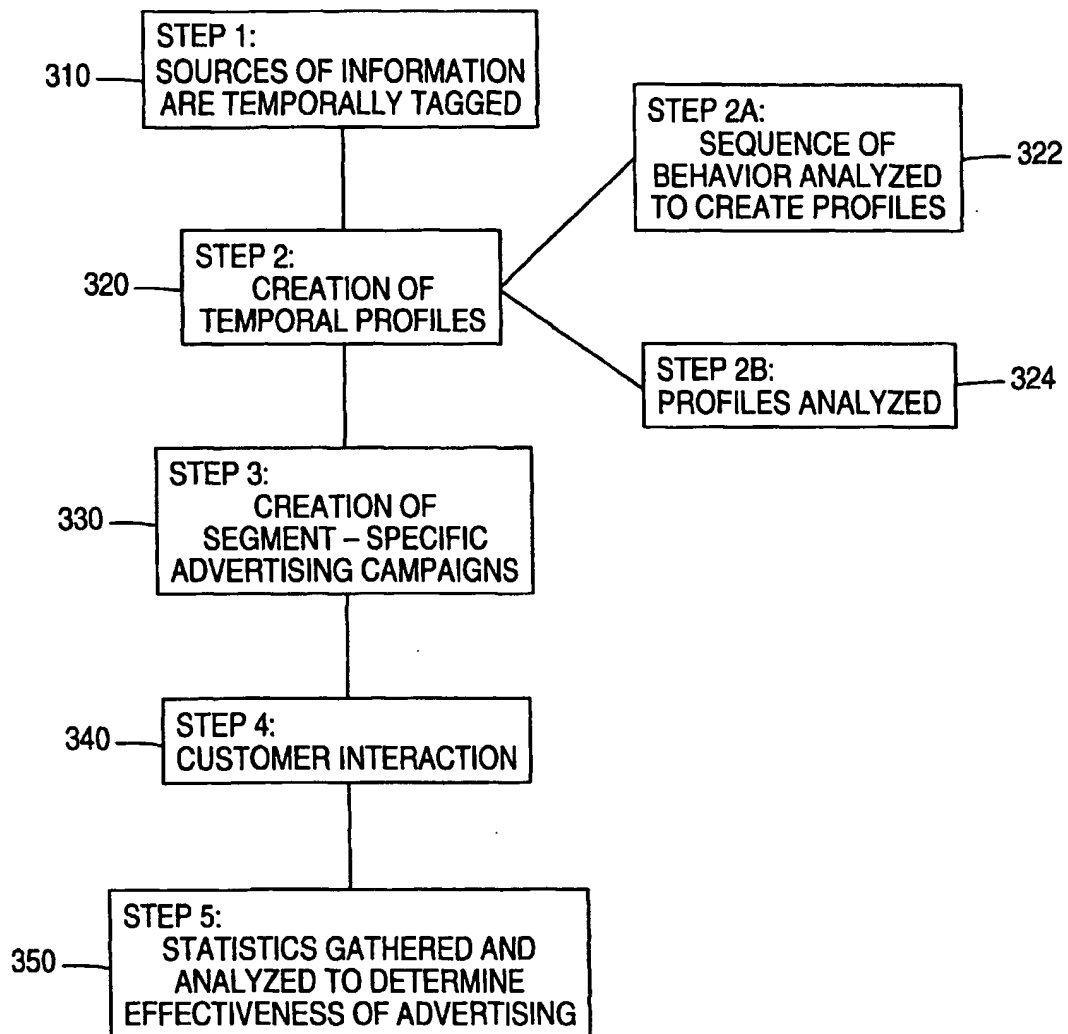 STEP 1:
310
SOURCES OF INFORMATION
ARE TEMPORALLY TAGGED
STEP 2A:
SEQUENCE OF
BEHAVIOR ANALYZED
TO CREATE PROFILES
322
STEP 2:
320
CREATION OF
TEMPORAL PROFILES
STEP 2B:
PROFILES ANALYZED
324
STEP 3:
330
CREATION OF
SEGMENT – SPECIFIC
ADVERTISING CAMPAIGNS
STEP 4:
340
CUSTOMER INTERACTION
STEP 5:
350
STATISTICS GATHERED AND
ANALYZED TO DETERMINE
EFFECTIVENESS OF ADVERTISING